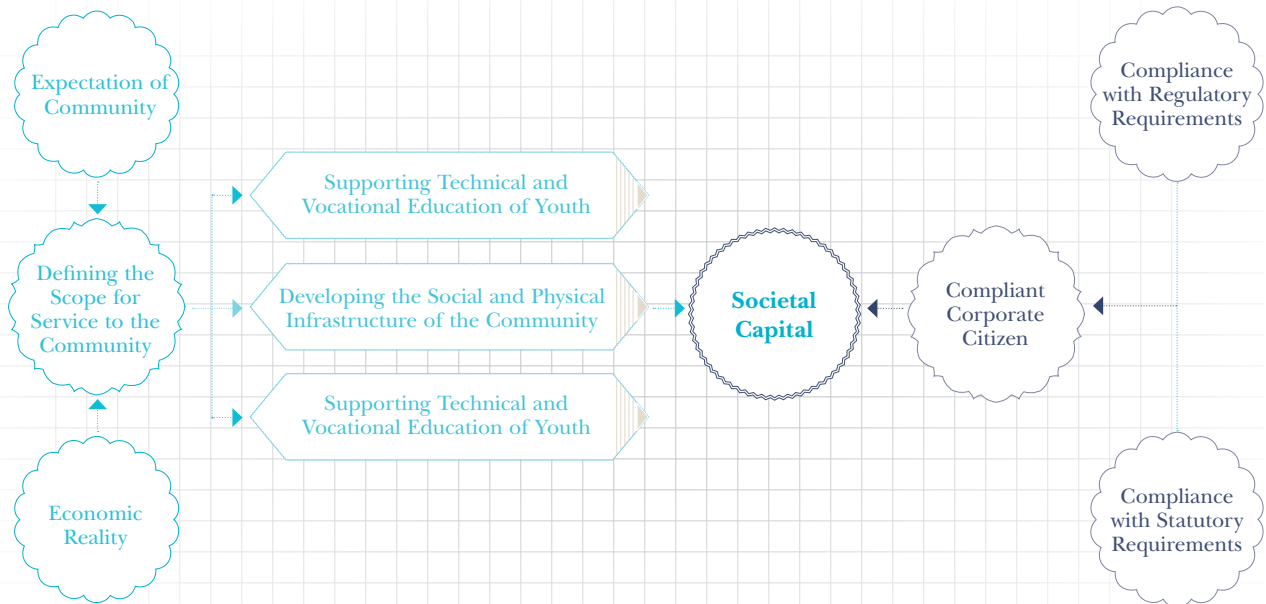 Expectation of
Community
Defining the
Scope for
Service to the
Community
Economic
Reality
Supporting Technical and
Vocational Education of Youth
Developing the Social and Physical
Infrastructure of the Community
Supporting Technical and
Vocational Education of Youth
Societal
Capital
Compliant
Corporate
Citizen
Compliance
with Regulatory
Requirements
Compliance
with Statutory
Requirements